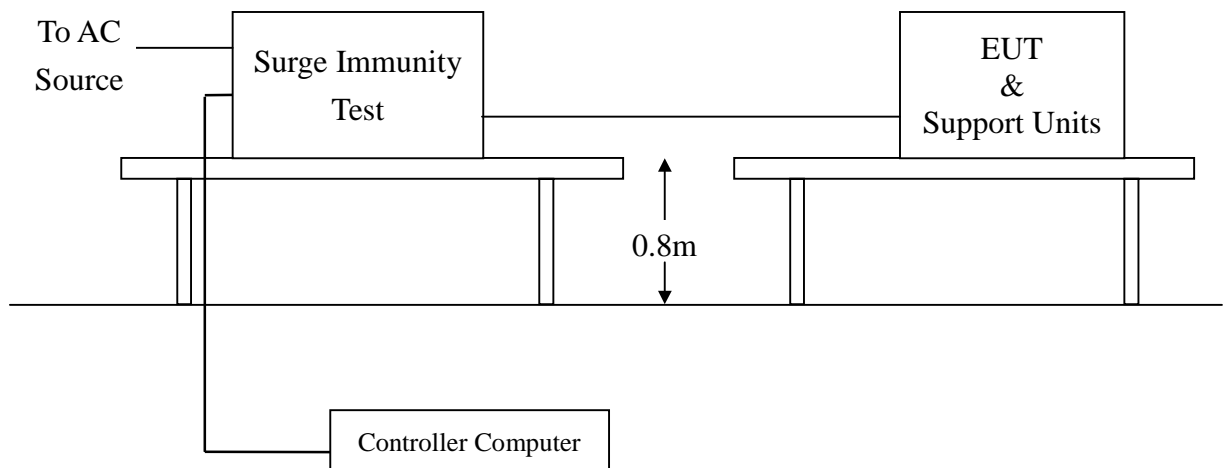 To AC
Source
Surge Immunity
Test
EUT
&
Support Units
0.8m
Controller Computer